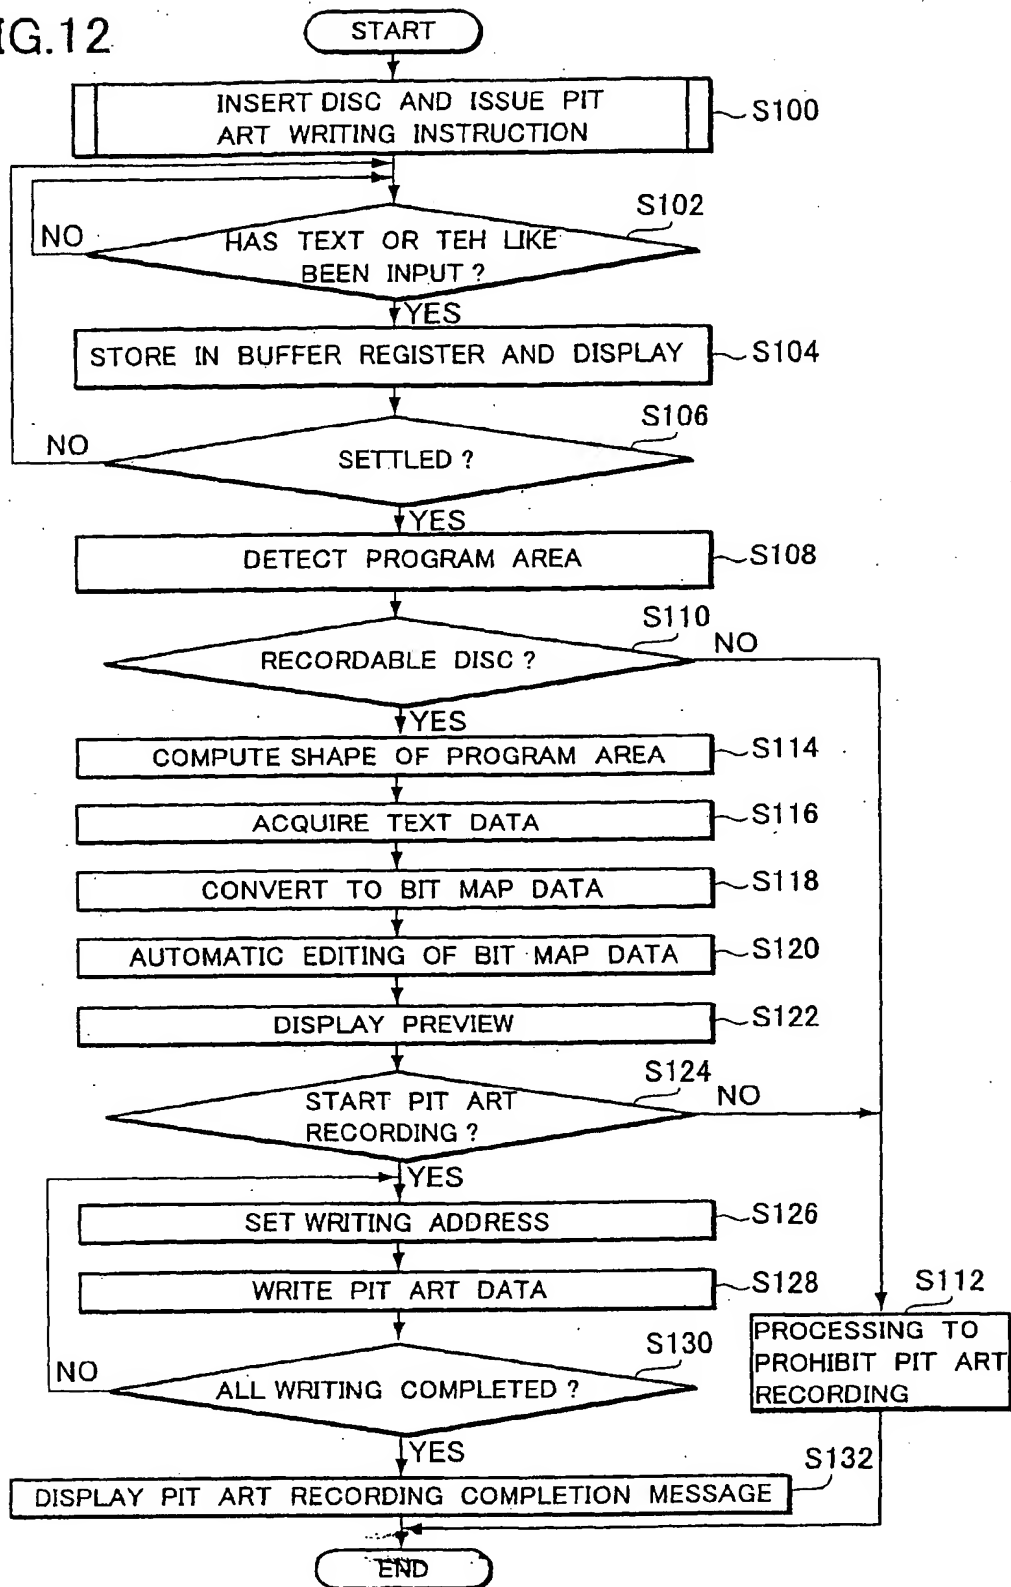 IG.12
START
INSERT DISC AND ISSUE PIT
ART WRITING INSTRUCTION
S100
S102
NO
HAS TEXT OR TEH LIKE
BEEN INPUT ?
YES
STORE IN BUFFER REGISTER AND DISPLAY
S104
S106
NO
SETTLED ?
YES
DETECT PROGRAM AREA
S108
S110
NO
RECORDABLE DISC ?
YES
COMPUTE SHAPE OF PROGRAM AREA
S114
ACQUIRE TEXT DATA
S116
CONVERT TO BIT MAP DATA
S118
AUTOMATIC EDITING OF BIT MAP DATA
S120
DISPLAY PREVIEW
S122
S124
NO
START PIT ART
RECORDING ?
YES
SET WRITING ADDRESS
S126
WRITE PIT ART DATA
S128
S112
PROCESSING TO
PROHIBIT PIT ART
RECORDING
S130
NO
ALL WRITING COMPLETED ?
YES
S132
DISPLAY PIT ART RECORDING COMPLETION MESSAGE
END